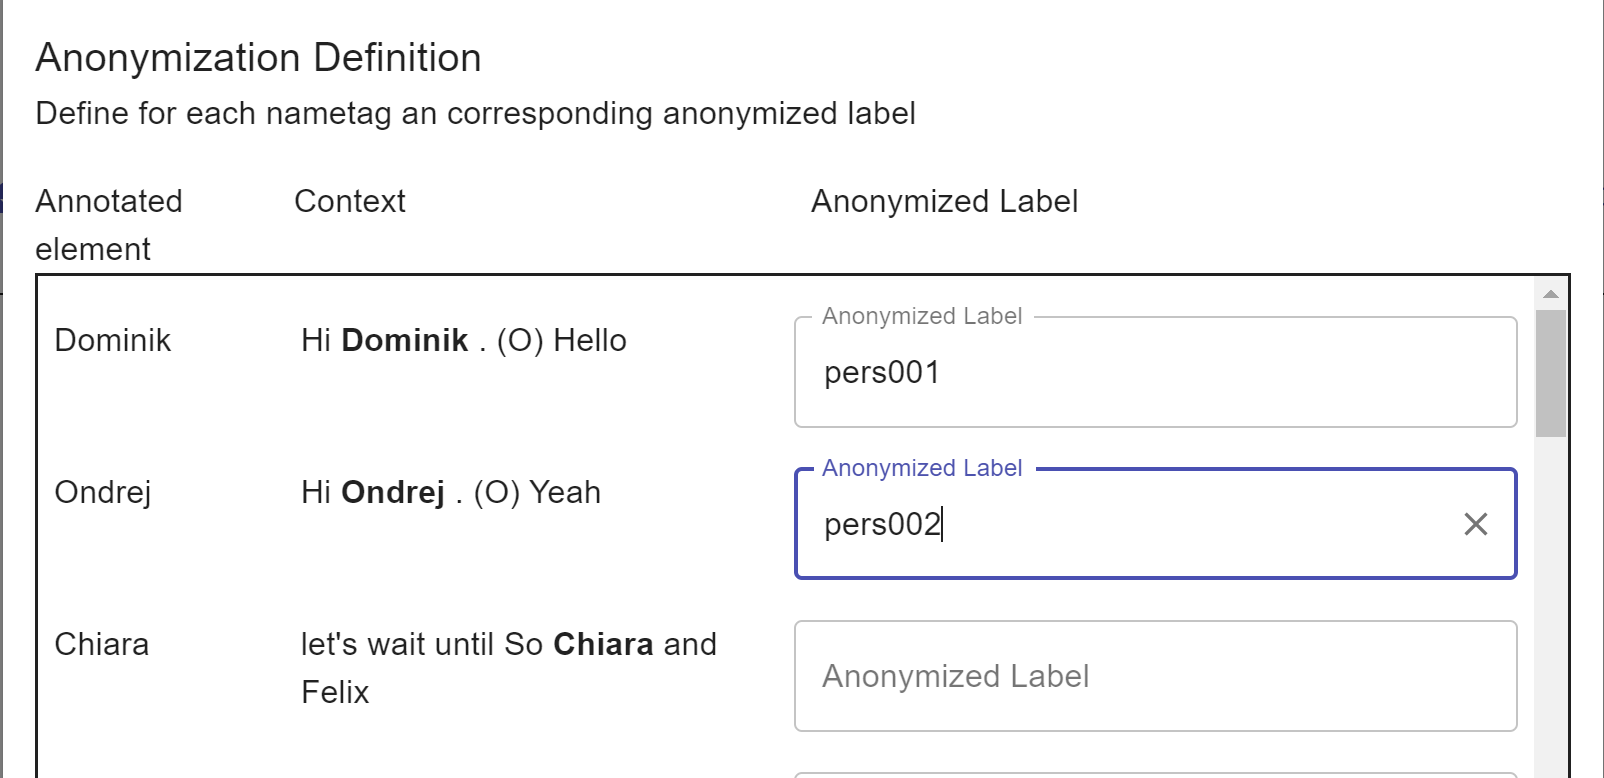 Anonymization Definition
Define for each nametag an corresponding anonymized label
Annotated element
Context
Anonymized Label
Dominik
Hi Dominik . (O) Hello
Anonymized Label
pers001
Ondrej
Hi Ondrej . (O) Yeah
Anonymized Label
pers002
Chiara
let's wait until So Chiara and
Felix
Anonymized Label